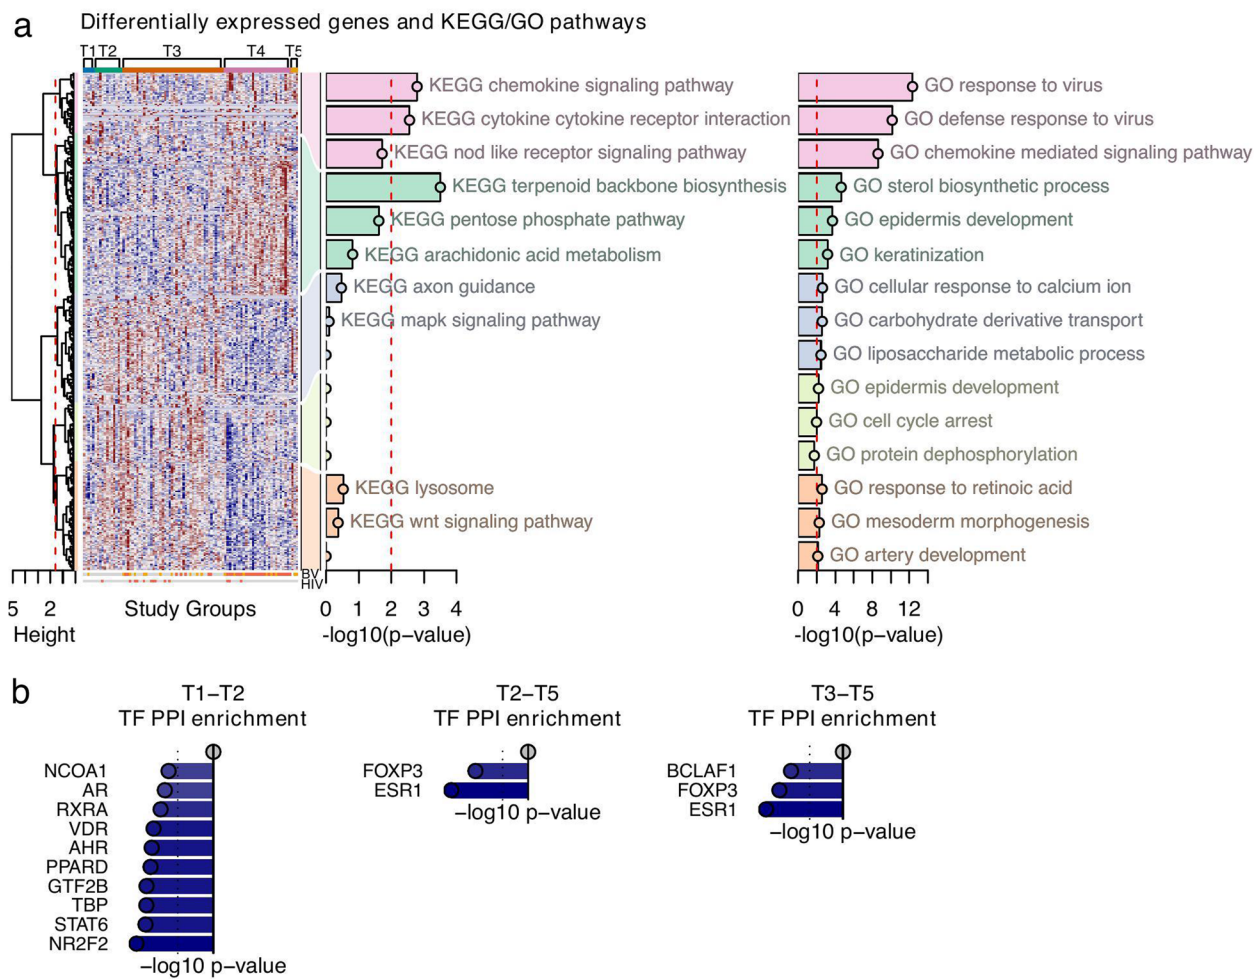 a
Differentially expressed genes and KEGG/GO pathways
T1 T2 T3 T4 T5
KEGG chemokine signaling pathway
KEGG cytokine cytokine receptor interaction
KEGG nod like receptor signaling pathway
KEGG terpenoid backbone biosynthesis
KEGG pentose phosphate pathway
KEGG arachidonic acid metabolism
KEGG axon guidance
KEGG mapk signaling pathway
KEGG lysosome
KEGG wnt signaling pathway
BV
HIV
5 2
Height
Study Groups
0 1 2 3 4
-log10(p-value)
GO response to virus
GO defense response to virus
GO chemokine mediated signaling pathway
GO sterol biosynthetic process
GO epidermis development
GO keratinization
GO cellular response to calcium ion
GO carbohydrate derivative transport
GO liposaccharide metabolic process
GO epidermis development
GO cell cycle arrest
GO protein dephosphorylation
GO response to retinoic acid
GO mesoderm morphogenesis
GO artery development
0 4 8 12
-log10(p-value)
b
T1−T2
TF PPI enrichment
NCOA1
AR
RXRA
VDR
AHR
PPARD
GTF2B
TBP
STAT6
NR2F2
−log10 p−value
T2−T5
TF PPI enrichment
FOXP3
ESR1
−log10 p−value
T3−T5
TF PPI enrichment
BCLAF1
FOXP3
ESR1
−log10 p−value